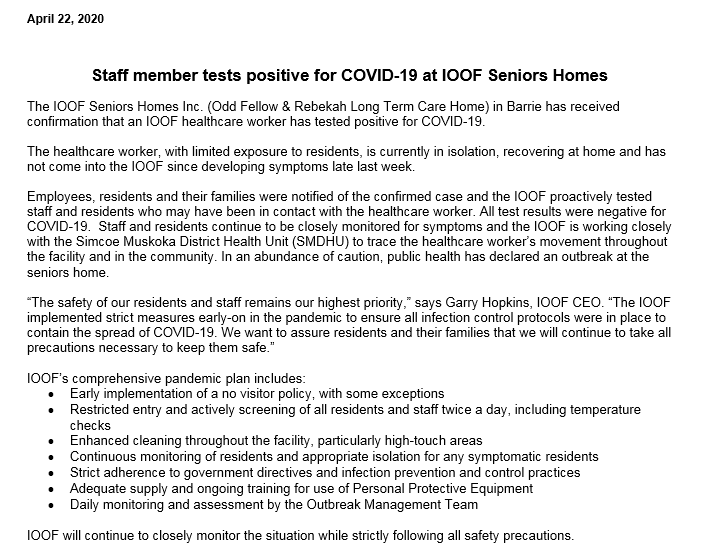 April 22, 2020
Staff member tests positive for COVID-19 at IOOF Seniors Homes
The IOOF Seniors Homes Inc. (Odd Fellow & Rebekah Long Term Care Home) in Barrie has received
confirmation that an IOOF healthcare worker has tested positive for COVID-19.
The healthcare worker, with limited exposure to residents, is currently in isolation, recovering at home and has
not come into the IOOF since developing symptoms late last week.
Employees, residents and their families were notified of the confirmed case and the IOOF proactively tested
staff and residents who may have been in contact with the healthcare worker. All test results were negative for
COVID-19.  Staff and residents continue to be closely monitored for symptoms and the IOOF is working closely
with the Simcoe Muskoka District Health Unit (SMDHU) to trace the healthcare worker's movement throughout
the facility and in the community. In an abundance of caution, public health has declared an outbreak at the
seniors home.
“The safety of our residents and staff remains our highest priority,” says Garry Hopkins, IOOF CEO. “The IOOF
implemented strict measures early-on in the pandemic to ensure all infection control protocols were in place to
contain the spread of COVID-19. We want to assure residents and their families that we will continue to take all
precautions necessary to keep them safe.”
IOOF's comprehensive pandemic plan includes:
• Early implementation of a no visitor policy, with some exceptions
• Restricted entry and actively screening of all residents and staff twice a day, including temperature
checks
• Enhanced cleaning throughout the facility, particularly high-touch areas
• Continuous monitoring of residents and appropriate isolation for any symptomatic residents
• Strict adherence to government directives and infection prevention and control practices
• Adequate supply and ongoing training for use of Personal Protective Equipment
• Daily monitoring and assessment by the Outbreak Management Team
IOOF will continue to closely monitor the situation while strictly following all safety precautions.